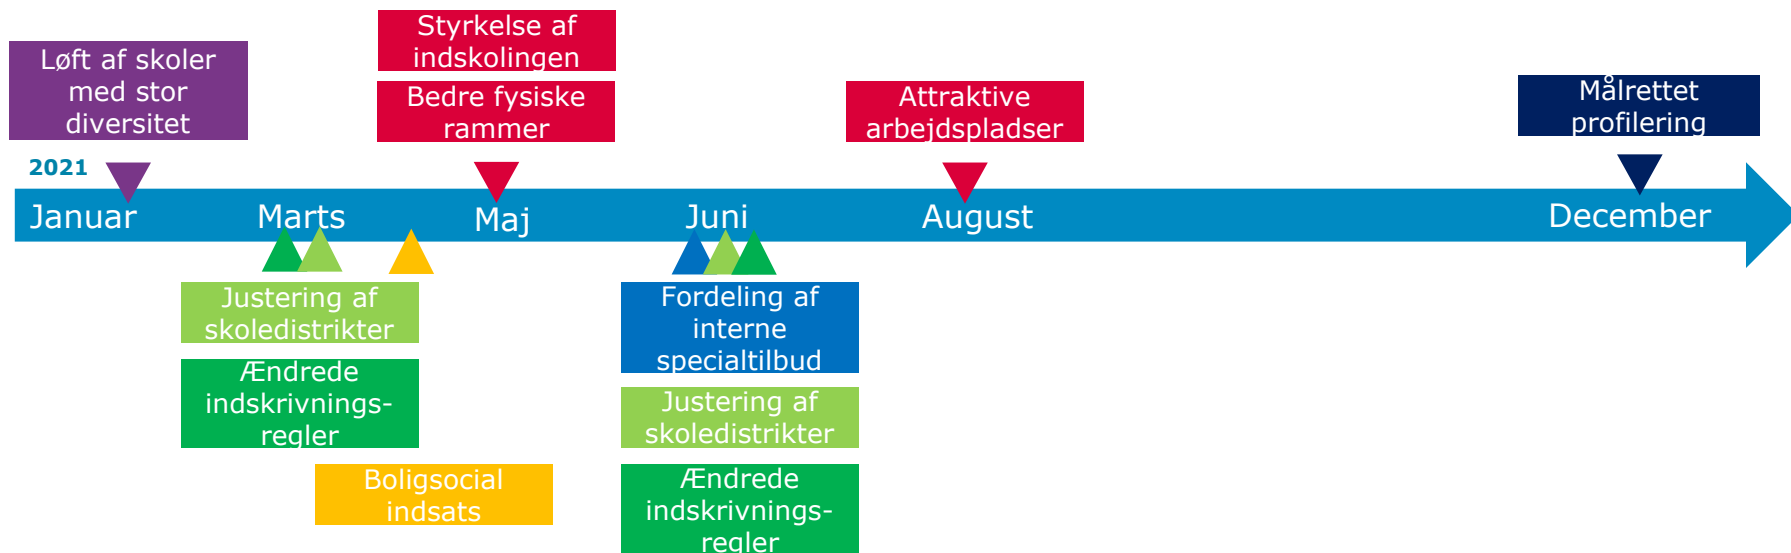 Løft af skoler
med stor
diversitet
Styrkelse af
indskolingen
Bedre fysiske
rammer
Attraktive
arbejdspladser
Målrettet
profilering
2021
Januar
Marts
Maj
Juni
August
December
Justering af
skoledistrikter
Ændrede
indskrivnings-
regler
Boligsocial
indsats
Fordeling af
interne
specialtilbud
Justering af
skoledistrikter
Ændrede
indskrivnings-
regler